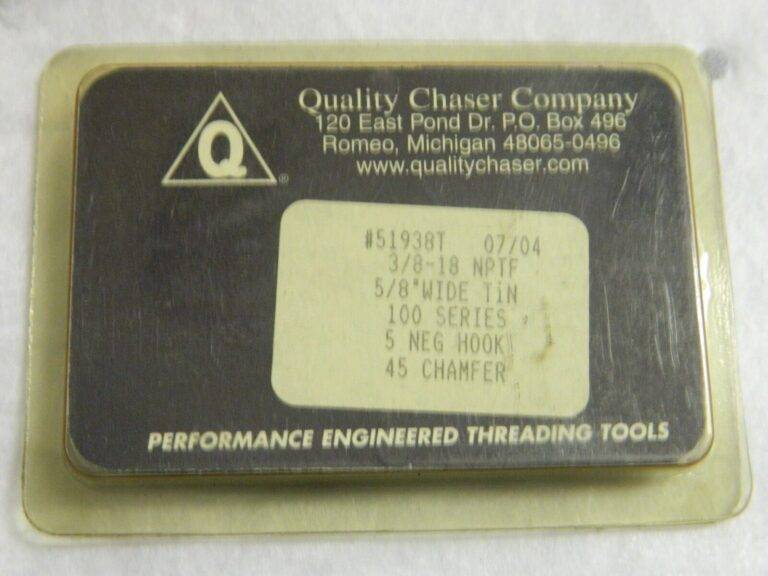 Q®
Quality Chaser Company
120 East Pond Dr. P.O. Box 496
Romeo, Michigan 48065-0496
www.qualitychaser.com
#51938T 07/04
3/8-18 NPTF
5/8"WIDE TiN
100 SERIES
5 NEG HOOK
45 CHAMFER
PERFORMANCE ENGINEERED THREADING TOOLS